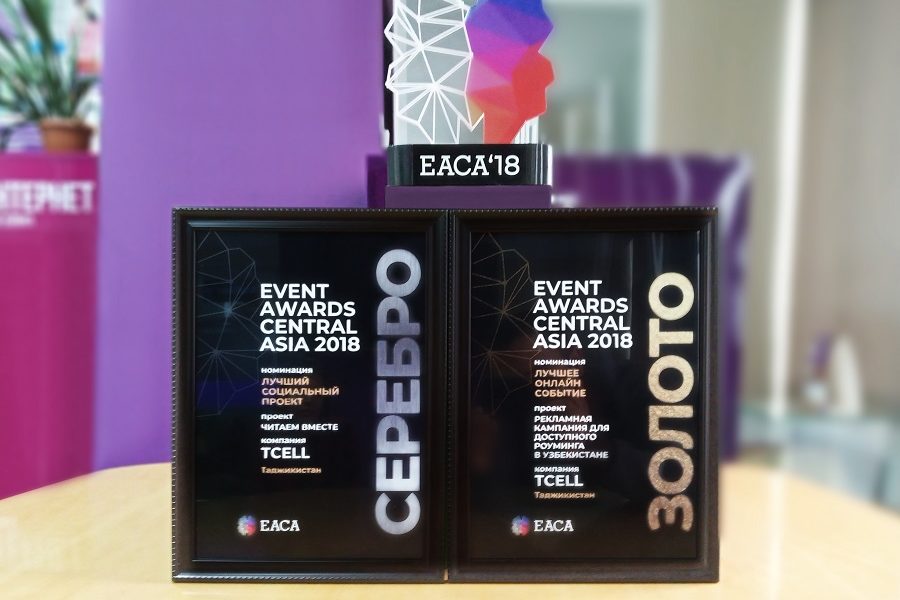 EACA'18
НТЕРНЕТ
EVENT
AWARDS
CENTRAL
ASIA 2018
номинация
ЛУЧШИЙ
СОЦИАЛЬНЫЙ
ПРОЕКТ
проект
ЧИТАЕМ ВМЕСТЕ
компания
TCELL
Таджикистан
EACA
СЕРЕБРО
EVENT
AWARDS
CENTRAL
ASIA 2018
номинация
ЛУЧШЕЕ
ОНЛАЙН
СОБЫТИЕ
проект
РЕКЛАМНАЯ
КАМПАНИЯ ДЛЯ
ДОСТУПНОГО
РОУМИНГА
В УЗБЕКИСТАНЕ
компания
TCELL
Таджикистан
EACA
ЗОЛОТО